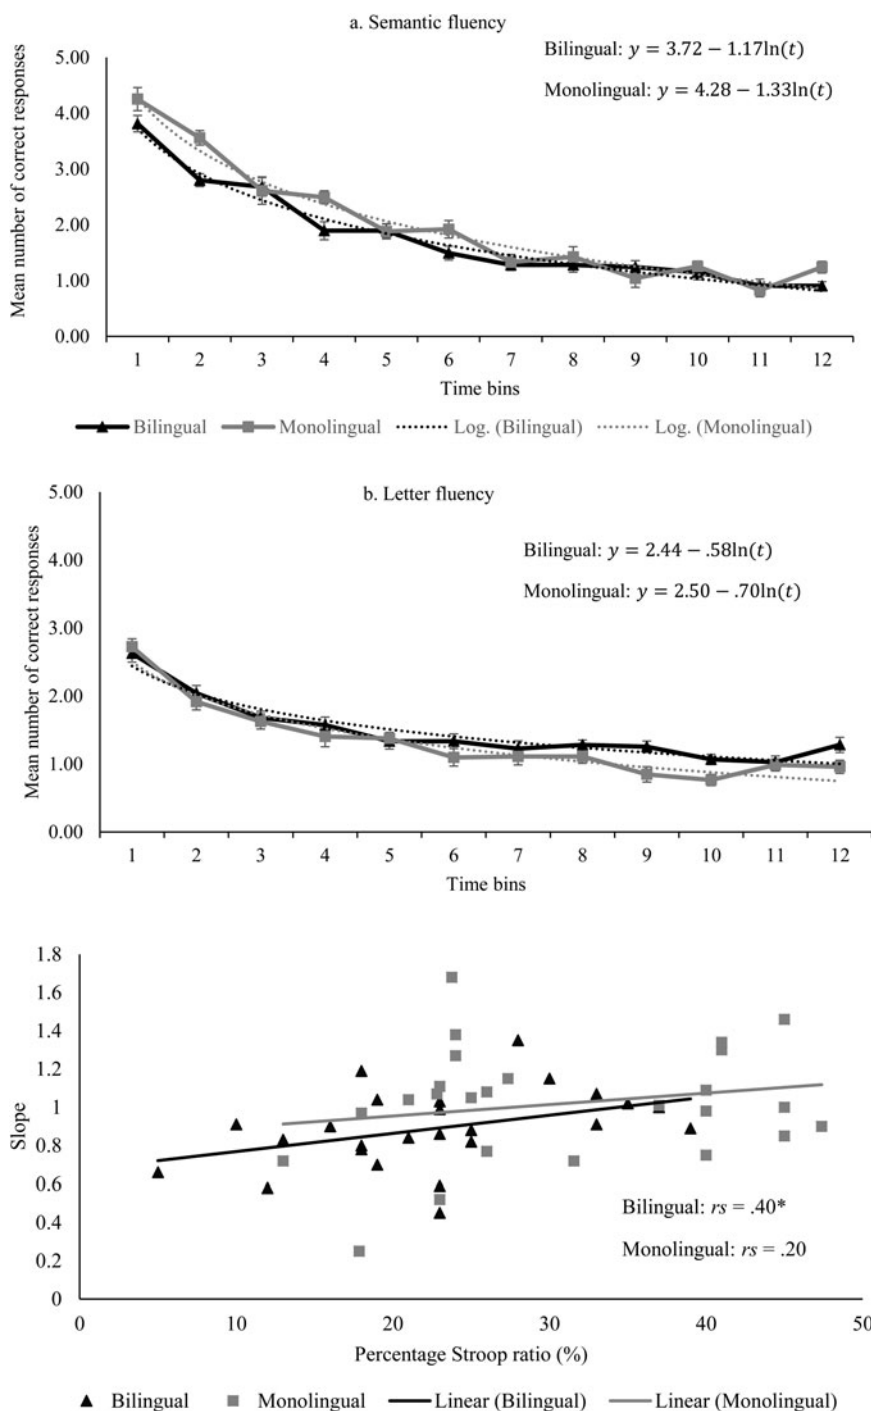 a. Semantic fluency
Bilingual: y = 3.72 − 1.17ln(t)
Monolingual: y = 4.28 − 1.33ln(t)
Mean number of correct responses
5.00
4.00
3.00
2.00
1.00
0.00
1 2 3 4 5 6 7 8 9 10 11 12
Time bins
Bilingual Monolingual Log. (Bilingual) Log. (Monolingual)
b. Letter fluency
Bilingual: y = 2.44 − .58ln(t)
Monolingual: y = 2.50 − .70ln(t)
Mean number of correct responses
5.00
4.00
3.00
2.00
1.00
0.00
1 2 3 4 5 6 7 8 9 10 11 12
Time bins
Slope
1.8
1.6
1.4
1.2
1
0.8
0.6
0.4
0.2
0
Bilingual: rs = .40*
Monolingual: rs = .20
0 10 20 30 40 50
Percentage Stroop ratio (%)
Bilingual Monolingual Linear (Bilingual) Linear (Monolingual)